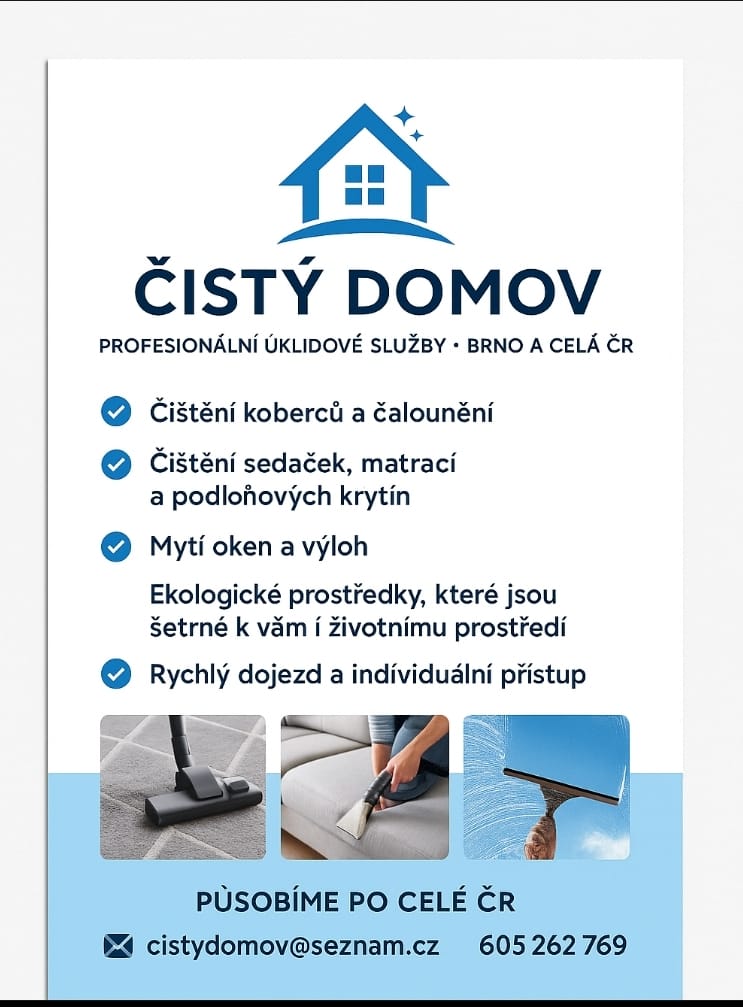 ČISTÝ DOMOV
PROFESIONÁLNÍ ÚKLIDOVÉ SLUŽBY • BRNO A CELÁ ČR
Čištění koberců a čalounění
Čištění sedaček, matrací
a podloňových krytín
Mytí oken a výloh
Ekologické prostředky, které jsou
šetrné k văm í životnímu prostředí
Rychlý dojezd a indíviduální přístup
PÙSOBÍME PO CELÉ ČR
cistydomov@seznam.cz 605 262 769